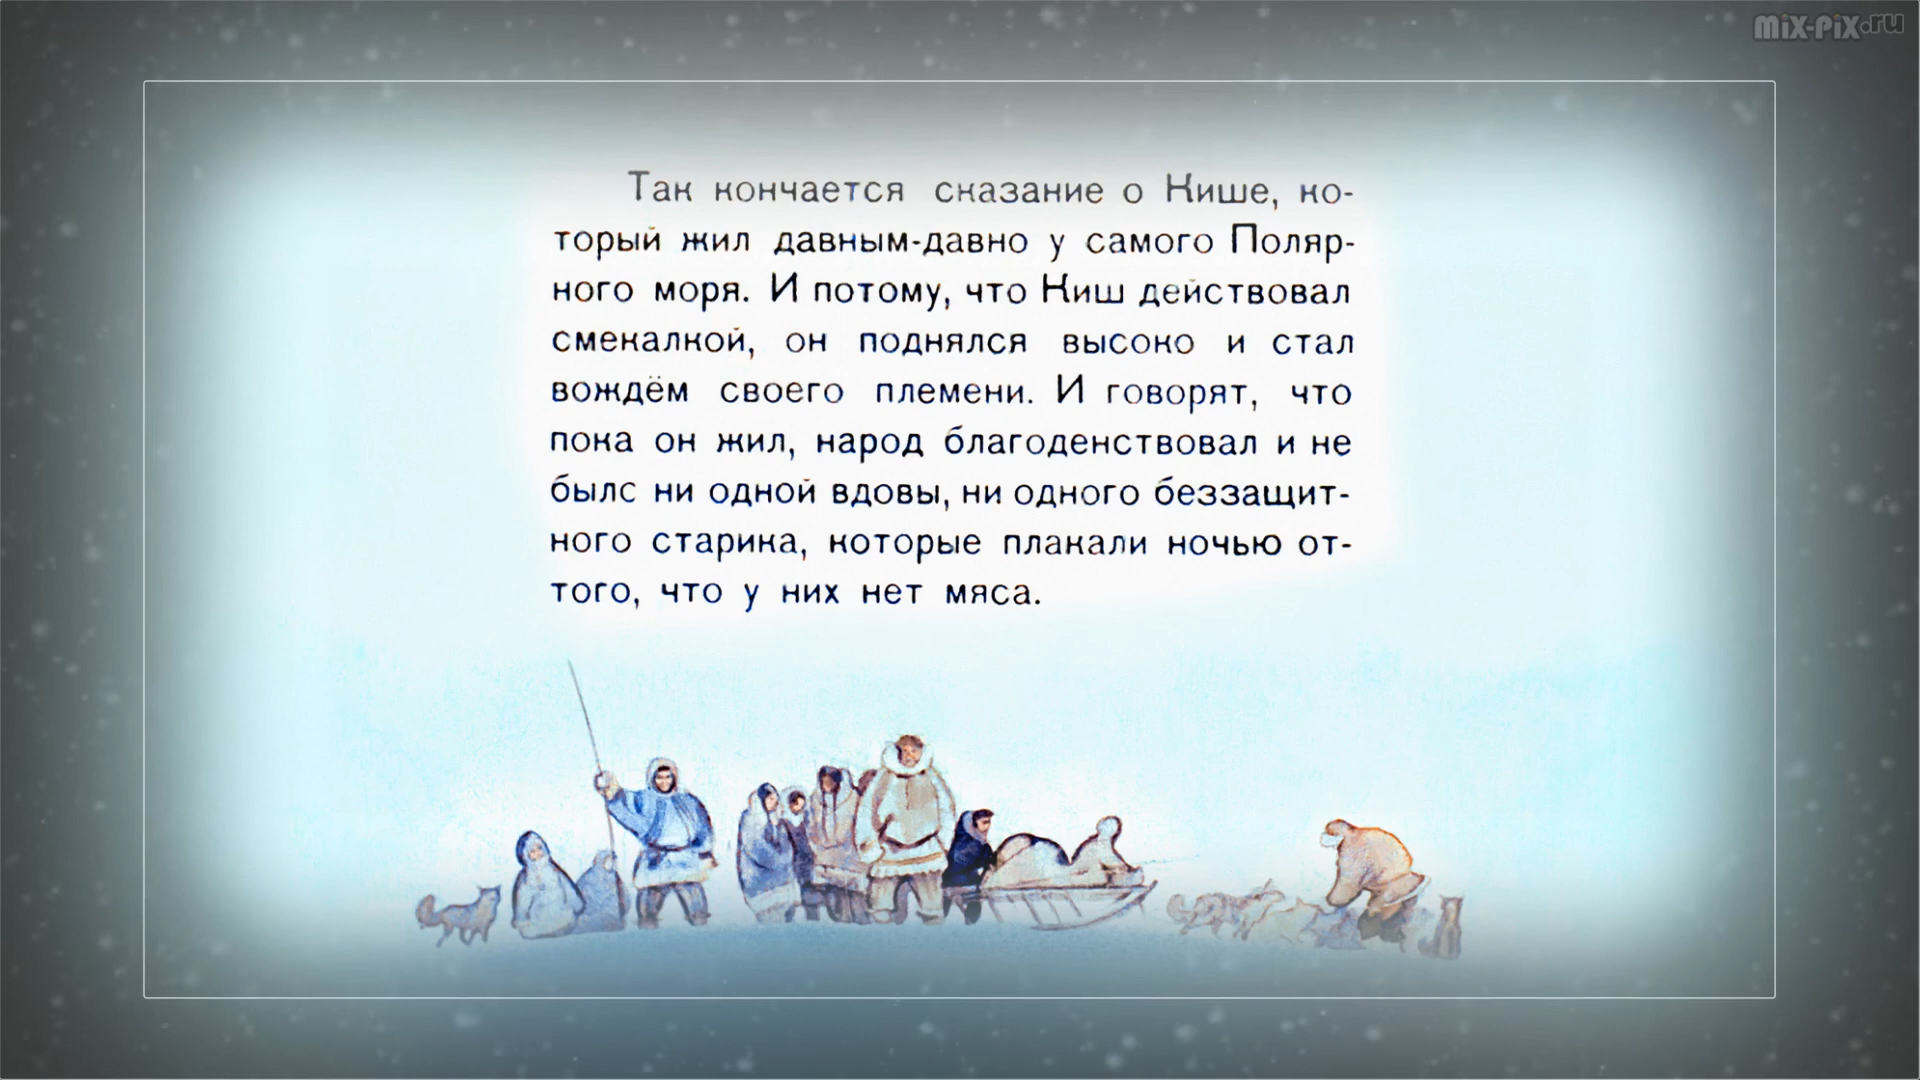 mix-pix.ru
Так кончается сказание о Кише, ко-
торый жил давным-давно у самого Поляр-
ного моря. И потому, что Киш действовал
смекалкой, он поднялся высоко и стал
вождём своего племени. И говорят, что
пока он жил, народ благоденствовал и не
было ни одной вдовы, ни одного беззащит-
ного старика, которые плакали ночью от-
того, что у них нет мяса.